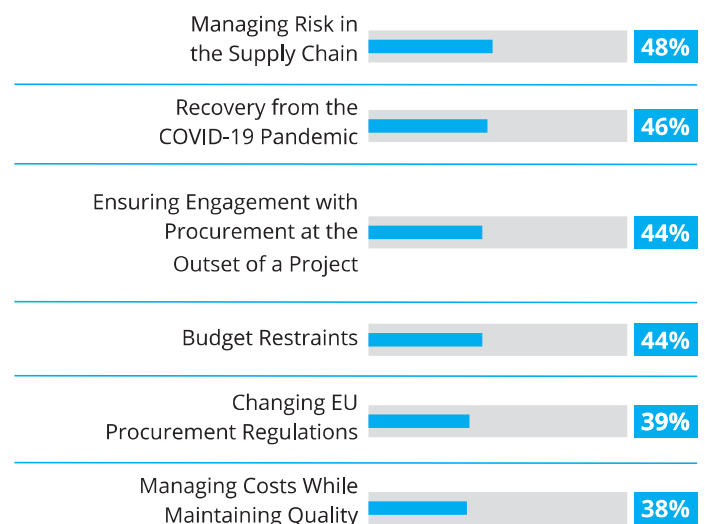 Managing Risk in
the Supply Chain
48%
Recovery from the
COVID-19 Pandemic
46%
Ensuring Engagement with
Procurement at the
Outset of a Project
44%
Budget Restraints
44%
Changing EU
Procurement Regulations
39%
Managing Costs While
Maintaining Quality
38%